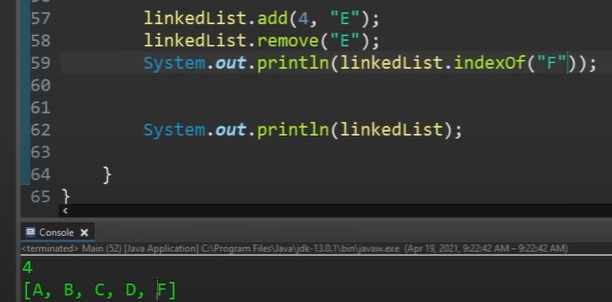 57 linkedList.add(4, "E");
58 linkedList.remove("E");
59 System.out.println(linkedList.indexOf("F"));
60
61
62 System.out.println(linkedList);
63
64 }
65 }
Console
<terminated> Main (52) [Java Application] C:\Program Files\Java\jdk-13.0.1\bin\javaw.exe (Apr 19, 2021, 9:22:42 AM – 9:22:42 AM)
4
[A, B, C, D, F]